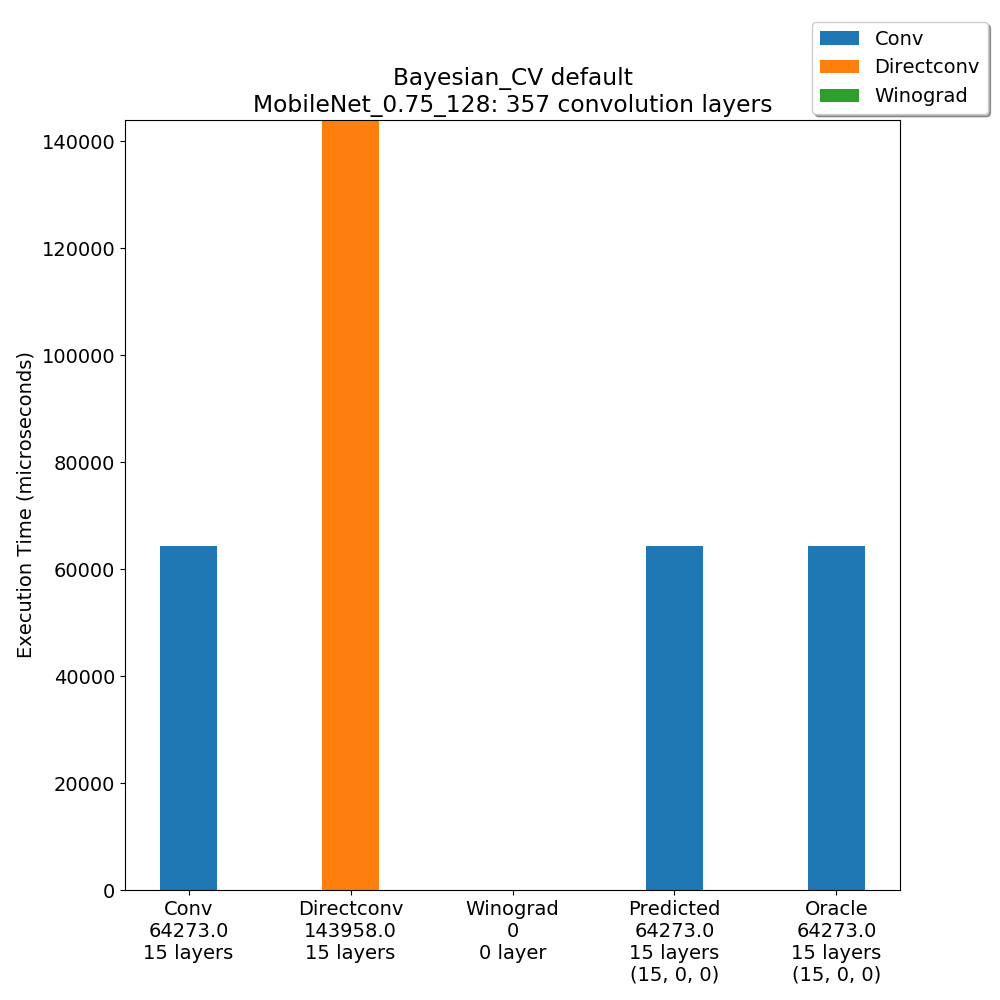 Conv
Directconv
Winograd
Bayesian_CV default
MobileNet_0.75_128: 357 convolution layers
Execution Time (microseconds)
140000
120000
100000
80000
60000
40000
20000
0
Conv
64273.0
15 layers
Directconv
143958.0
15 layers
Winograd
0
0 layer
Predicted
64273.0
15 layers
(15, 0, 0)
Oracle
64273.0
15 layers
(15, 0, 0)